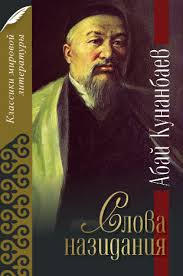 Классики мировой
литературы
Абай Кунанбаев
Слова
назидания